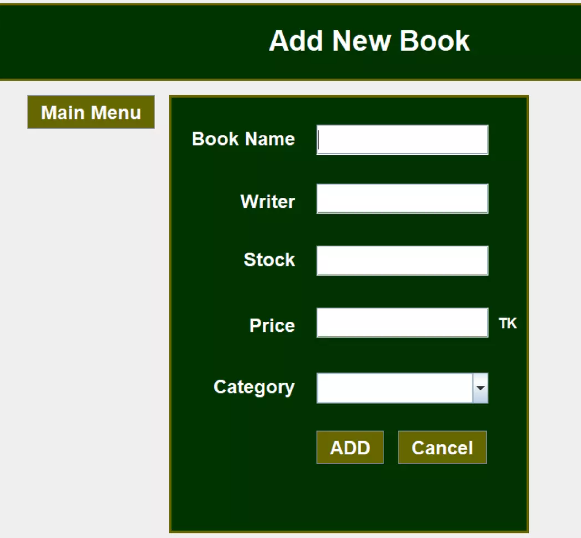 Add New Book
Main Menu
Book Name
Writer
Stock
Price TK
Category
ADD Cancel